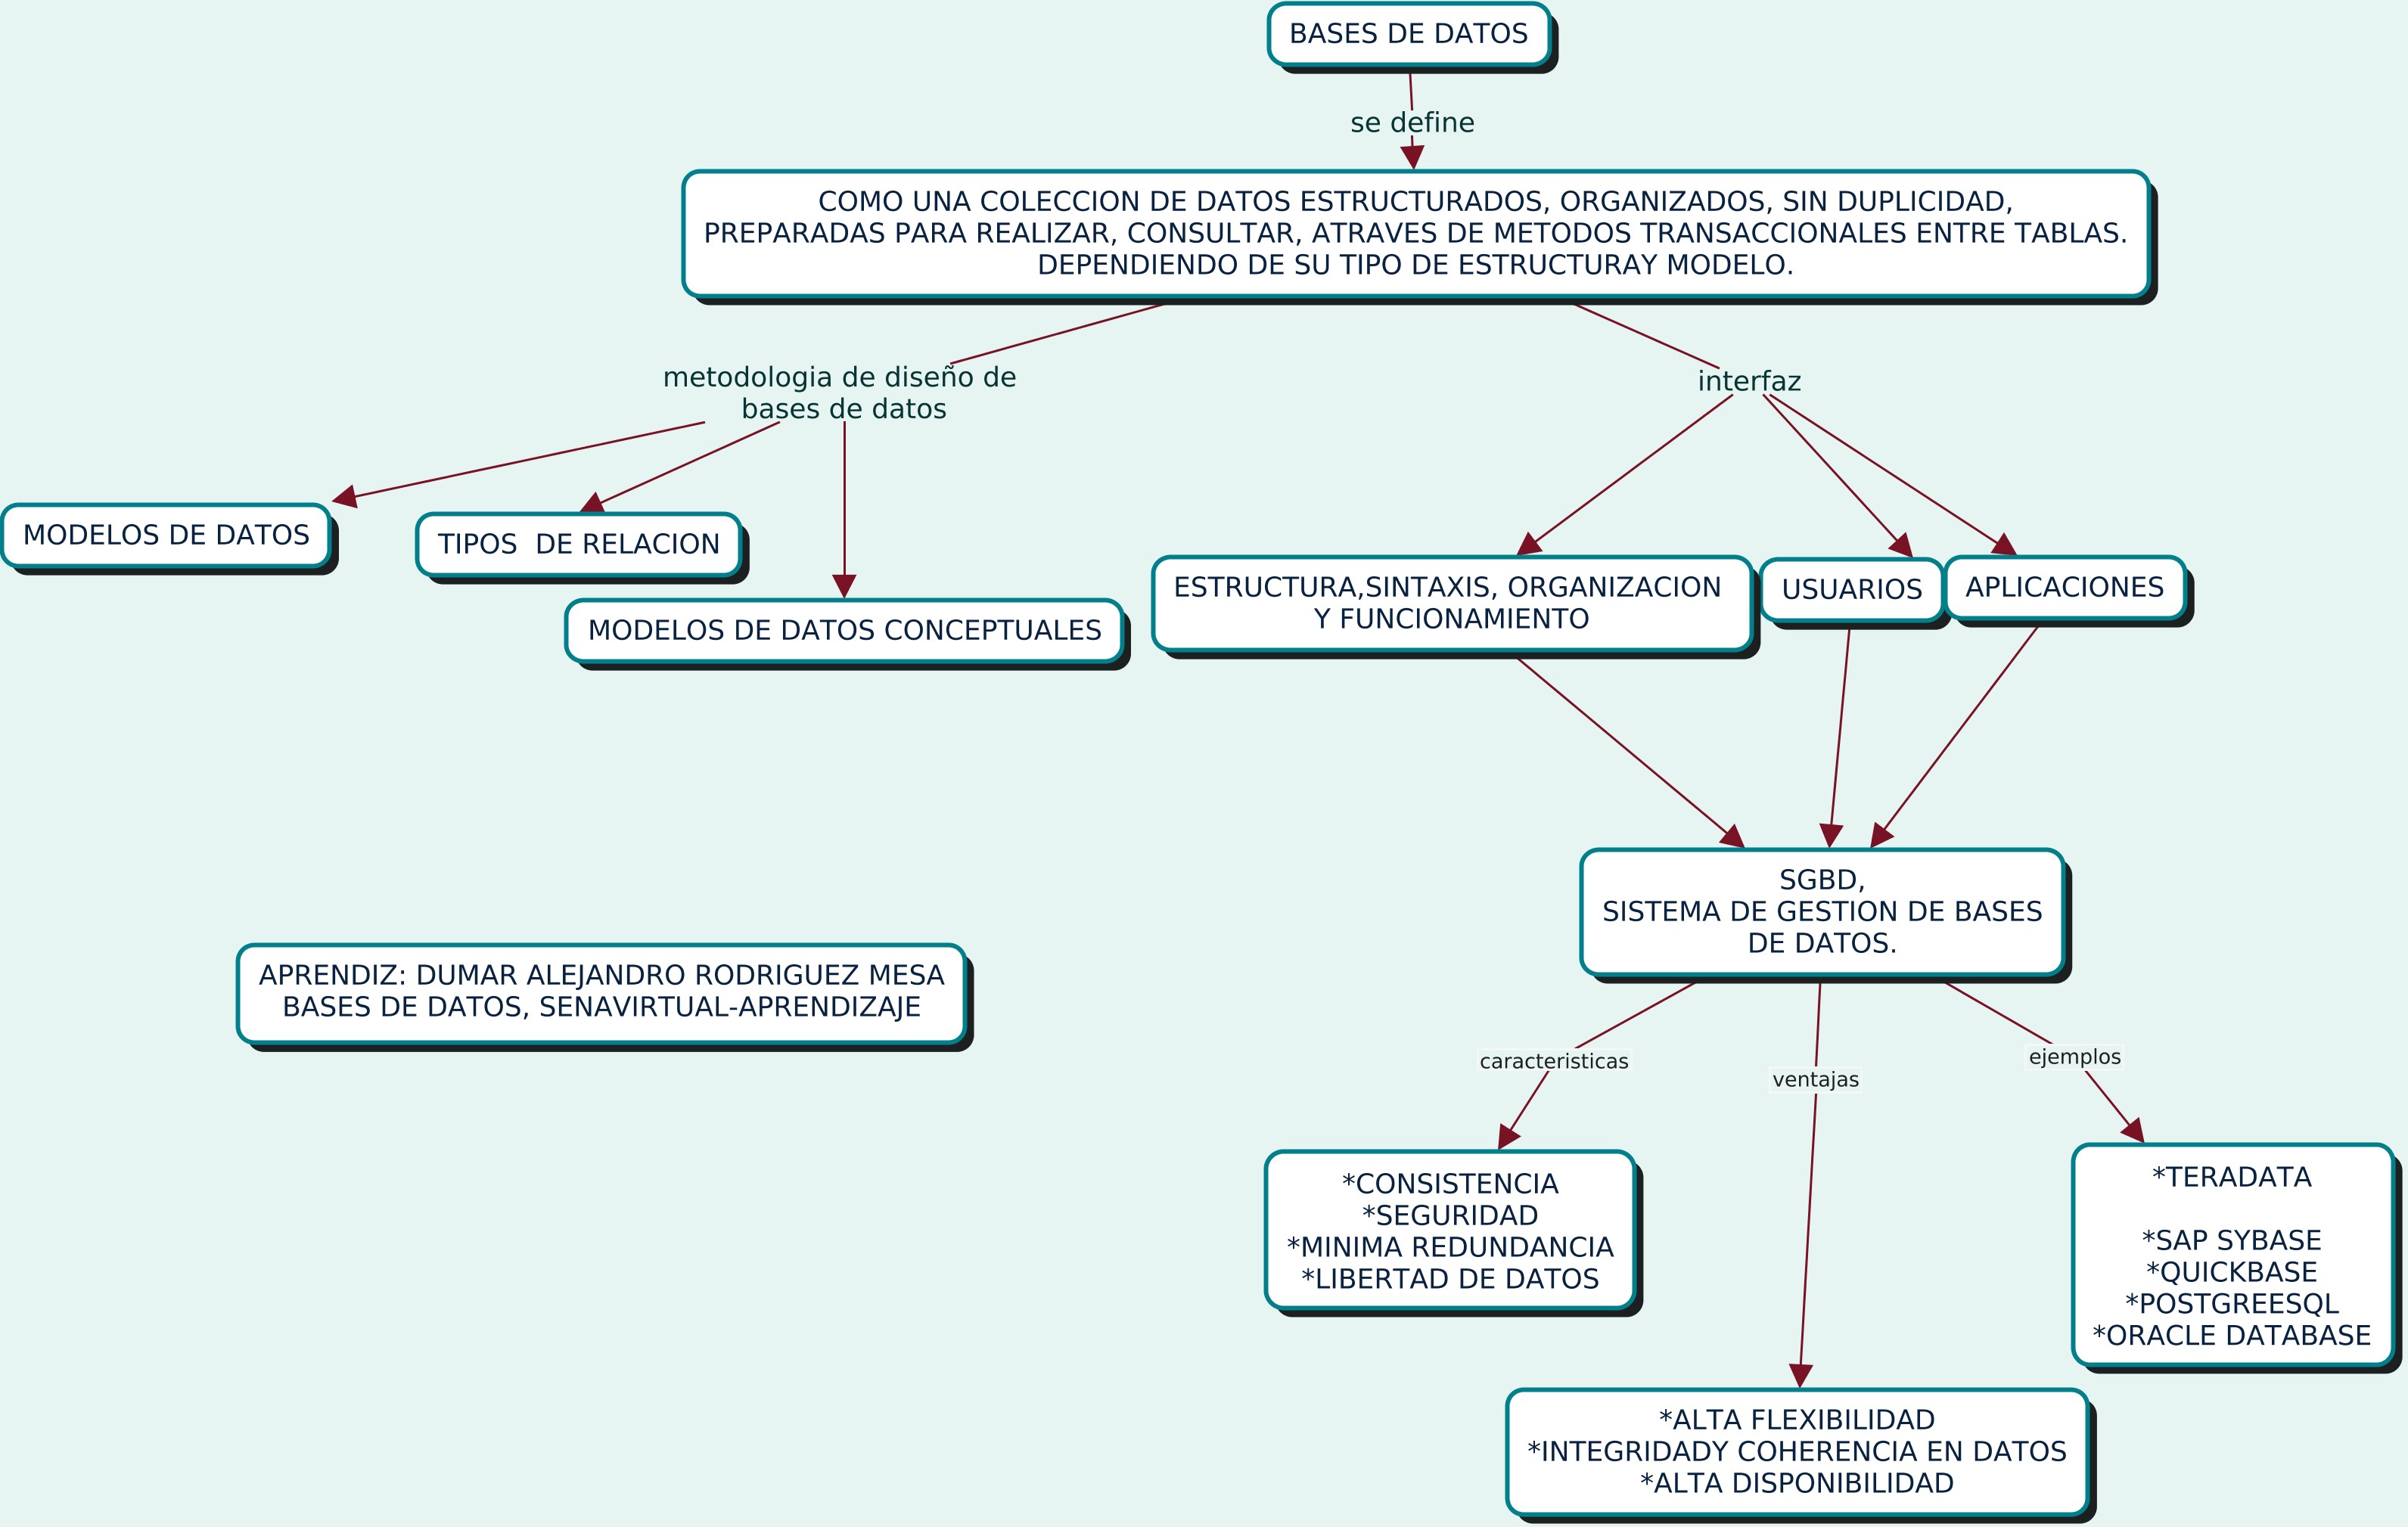 BASES DE DATOS
se define
COMO UNA COLECCION DE DATOS ESTRUCTURADOS, ORGANIZADOS, SIN DUPLICIDAD,
PREPARADAS PARA REALIZAR, CONSULTAR, ATRAVES DE METODOS TRANSACCIONALES ENTRE TABLAS.
DEPENDIENDO DE SU TIPO DE ESTRUCTURAY MODELO.
metodologia de diseño de
bases de datos
interfaz
MODELOS DE DATOS
TIPOS  DE RELACION
MODELOS DE DATOS CONCEPTUALES
ESTRUCTURA,SINTAXIS, ORGANIZACION
Y FUNCIONAMIENTO
USUARIOS
APLICACIONES
SGBD,
SISTEMA DE GESTION DE BASES
DE DATOS.
APRENDIZ: DUMAR ALEJANDRO RODRIGUEZ MESA
BASES DE DATOS, SENAVIRTUAL-APRENDIZAJE
caracteristicas
ventajas
ejemplos
*CONSISTENCIA
*SEGURIDAD
*MINIMA REDUNDANCIA
*LIBERTAD DE DATOS
*TERADATA
*SAP SYBASE
*QUICKBASE
*POSTGREESQL
*ORACLE DATABASE
*ALTA FLEXIBILIDAD
*INTEGRIDADY COHERENCIA EN DATOS
*ALTA DISPONIBILIDAD